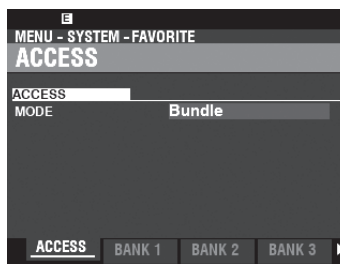 E
MENU - SYSTEM - FAVORITE
ACCESS
ACCESS
MODE Bundle
ACCESS BANK 1 BANK 2 BANK 3